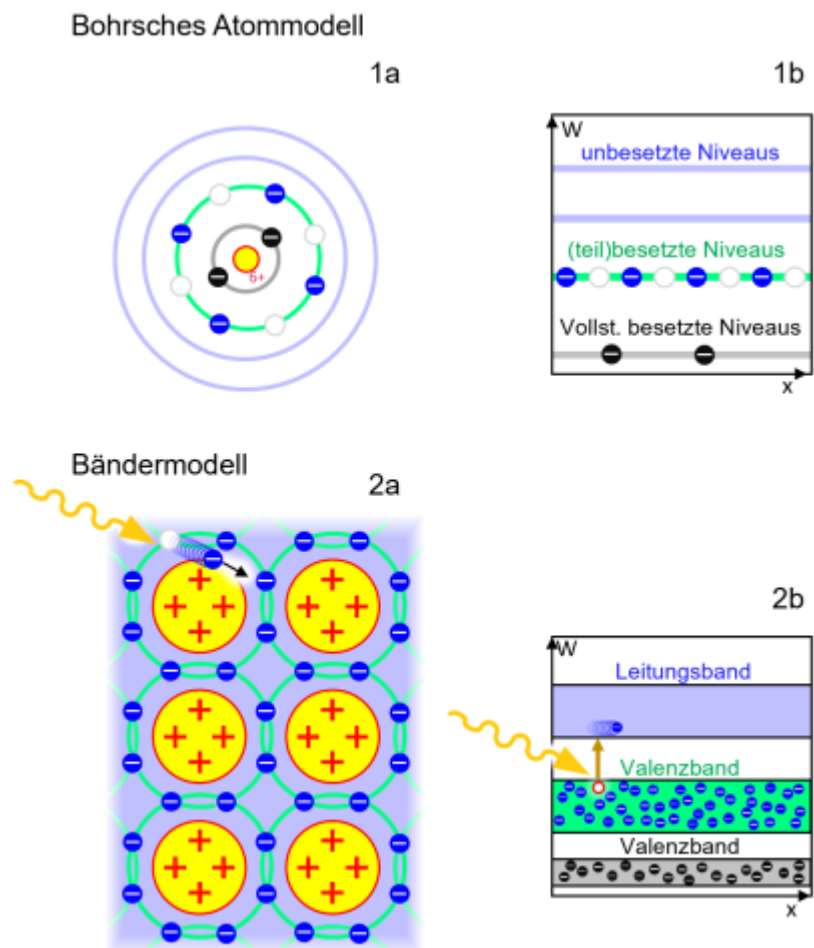 Bohrsches Atommodell
1a
1b
6+
W
unbesetzte Niveaus
(teil)besetzte Niveaus
Vollst. besetzte Niveaus
x
Bändermodell
2a
2b
W
Leitungsband
Valenzband
Valenzband
x